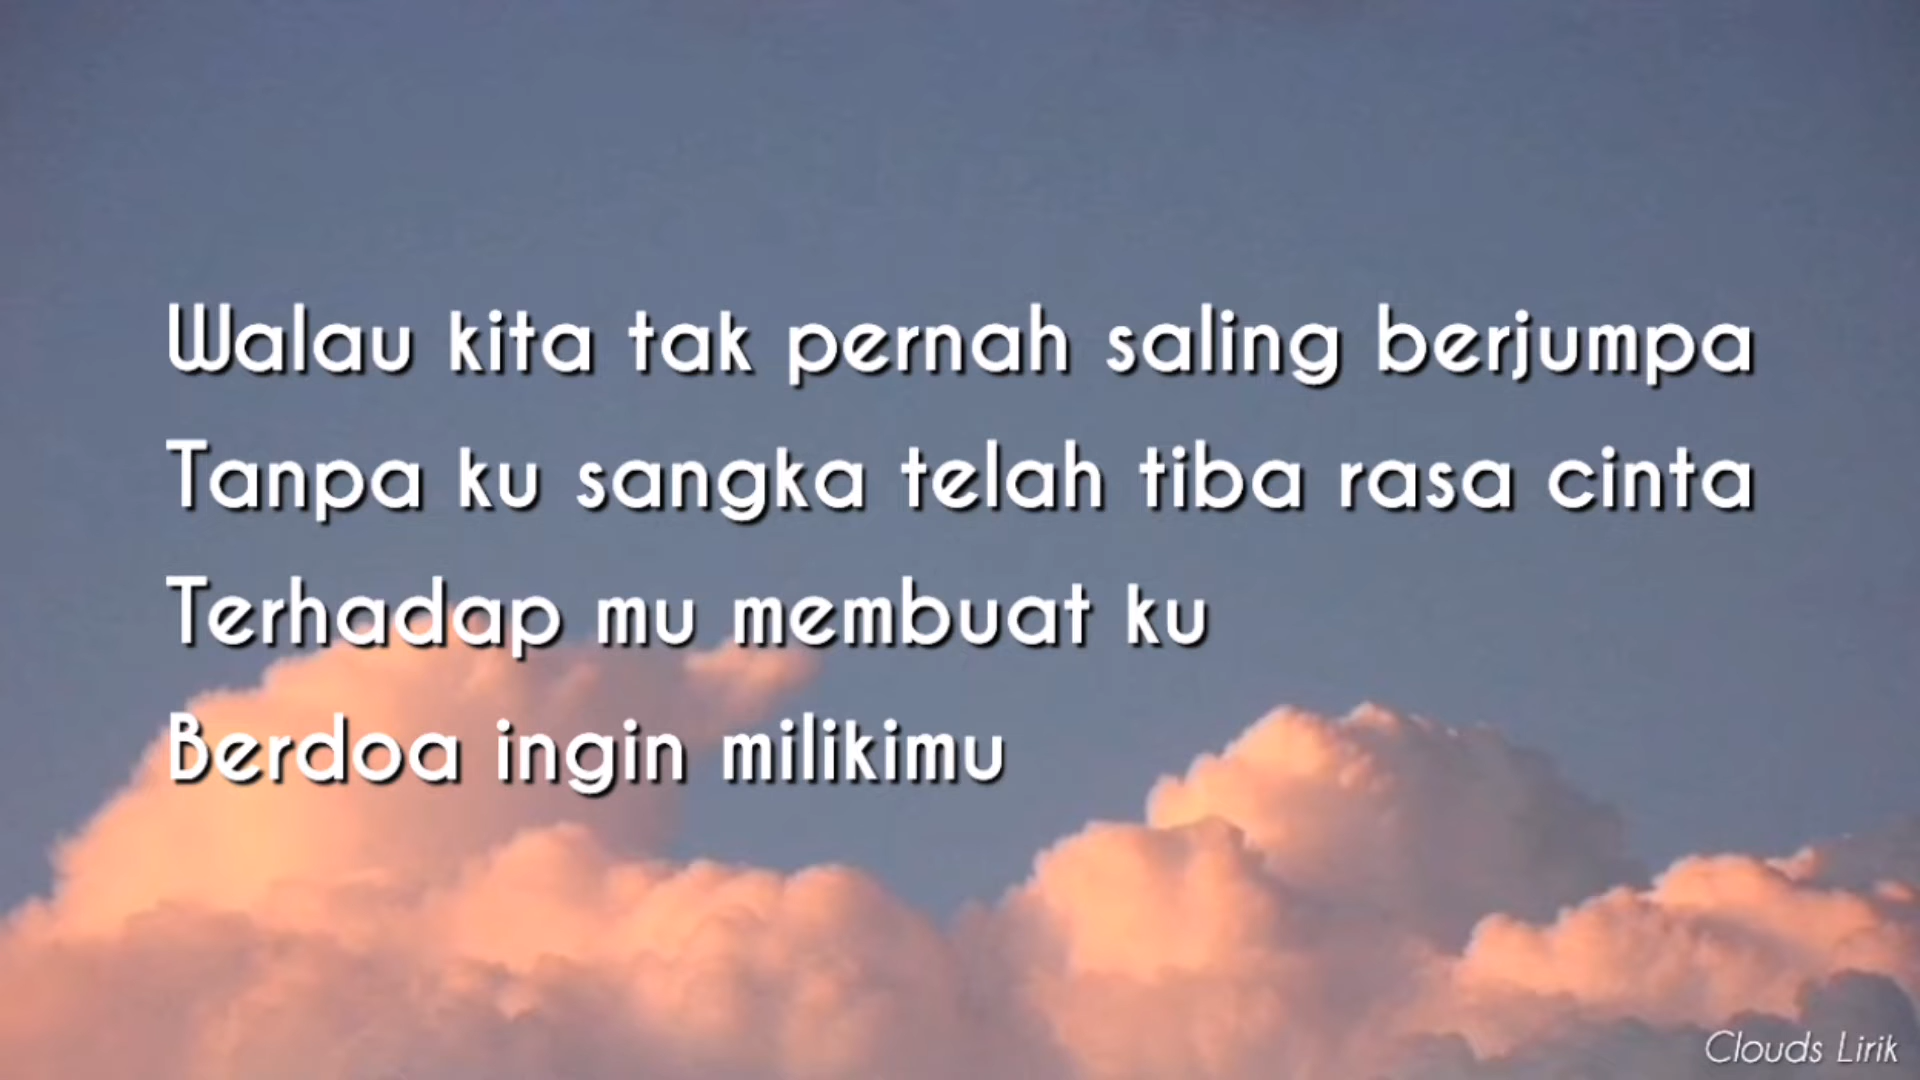 Walau kita tak pernah saling berjumpa
Tanpa ku sangka telah tiba rasa cinta
Terhadap mu membuat ku
Berdoa ingin milikimu
Clouds Lirik